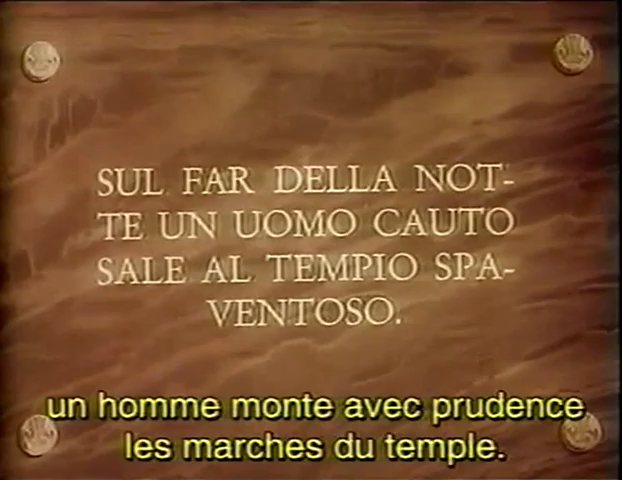 SUL FAR DELLA NOT-
TE UN UOMO CAUTO
SALE AL TEMPIO SPA-
VENTOSO.
un homme monte avec prudence
les marches du temple.